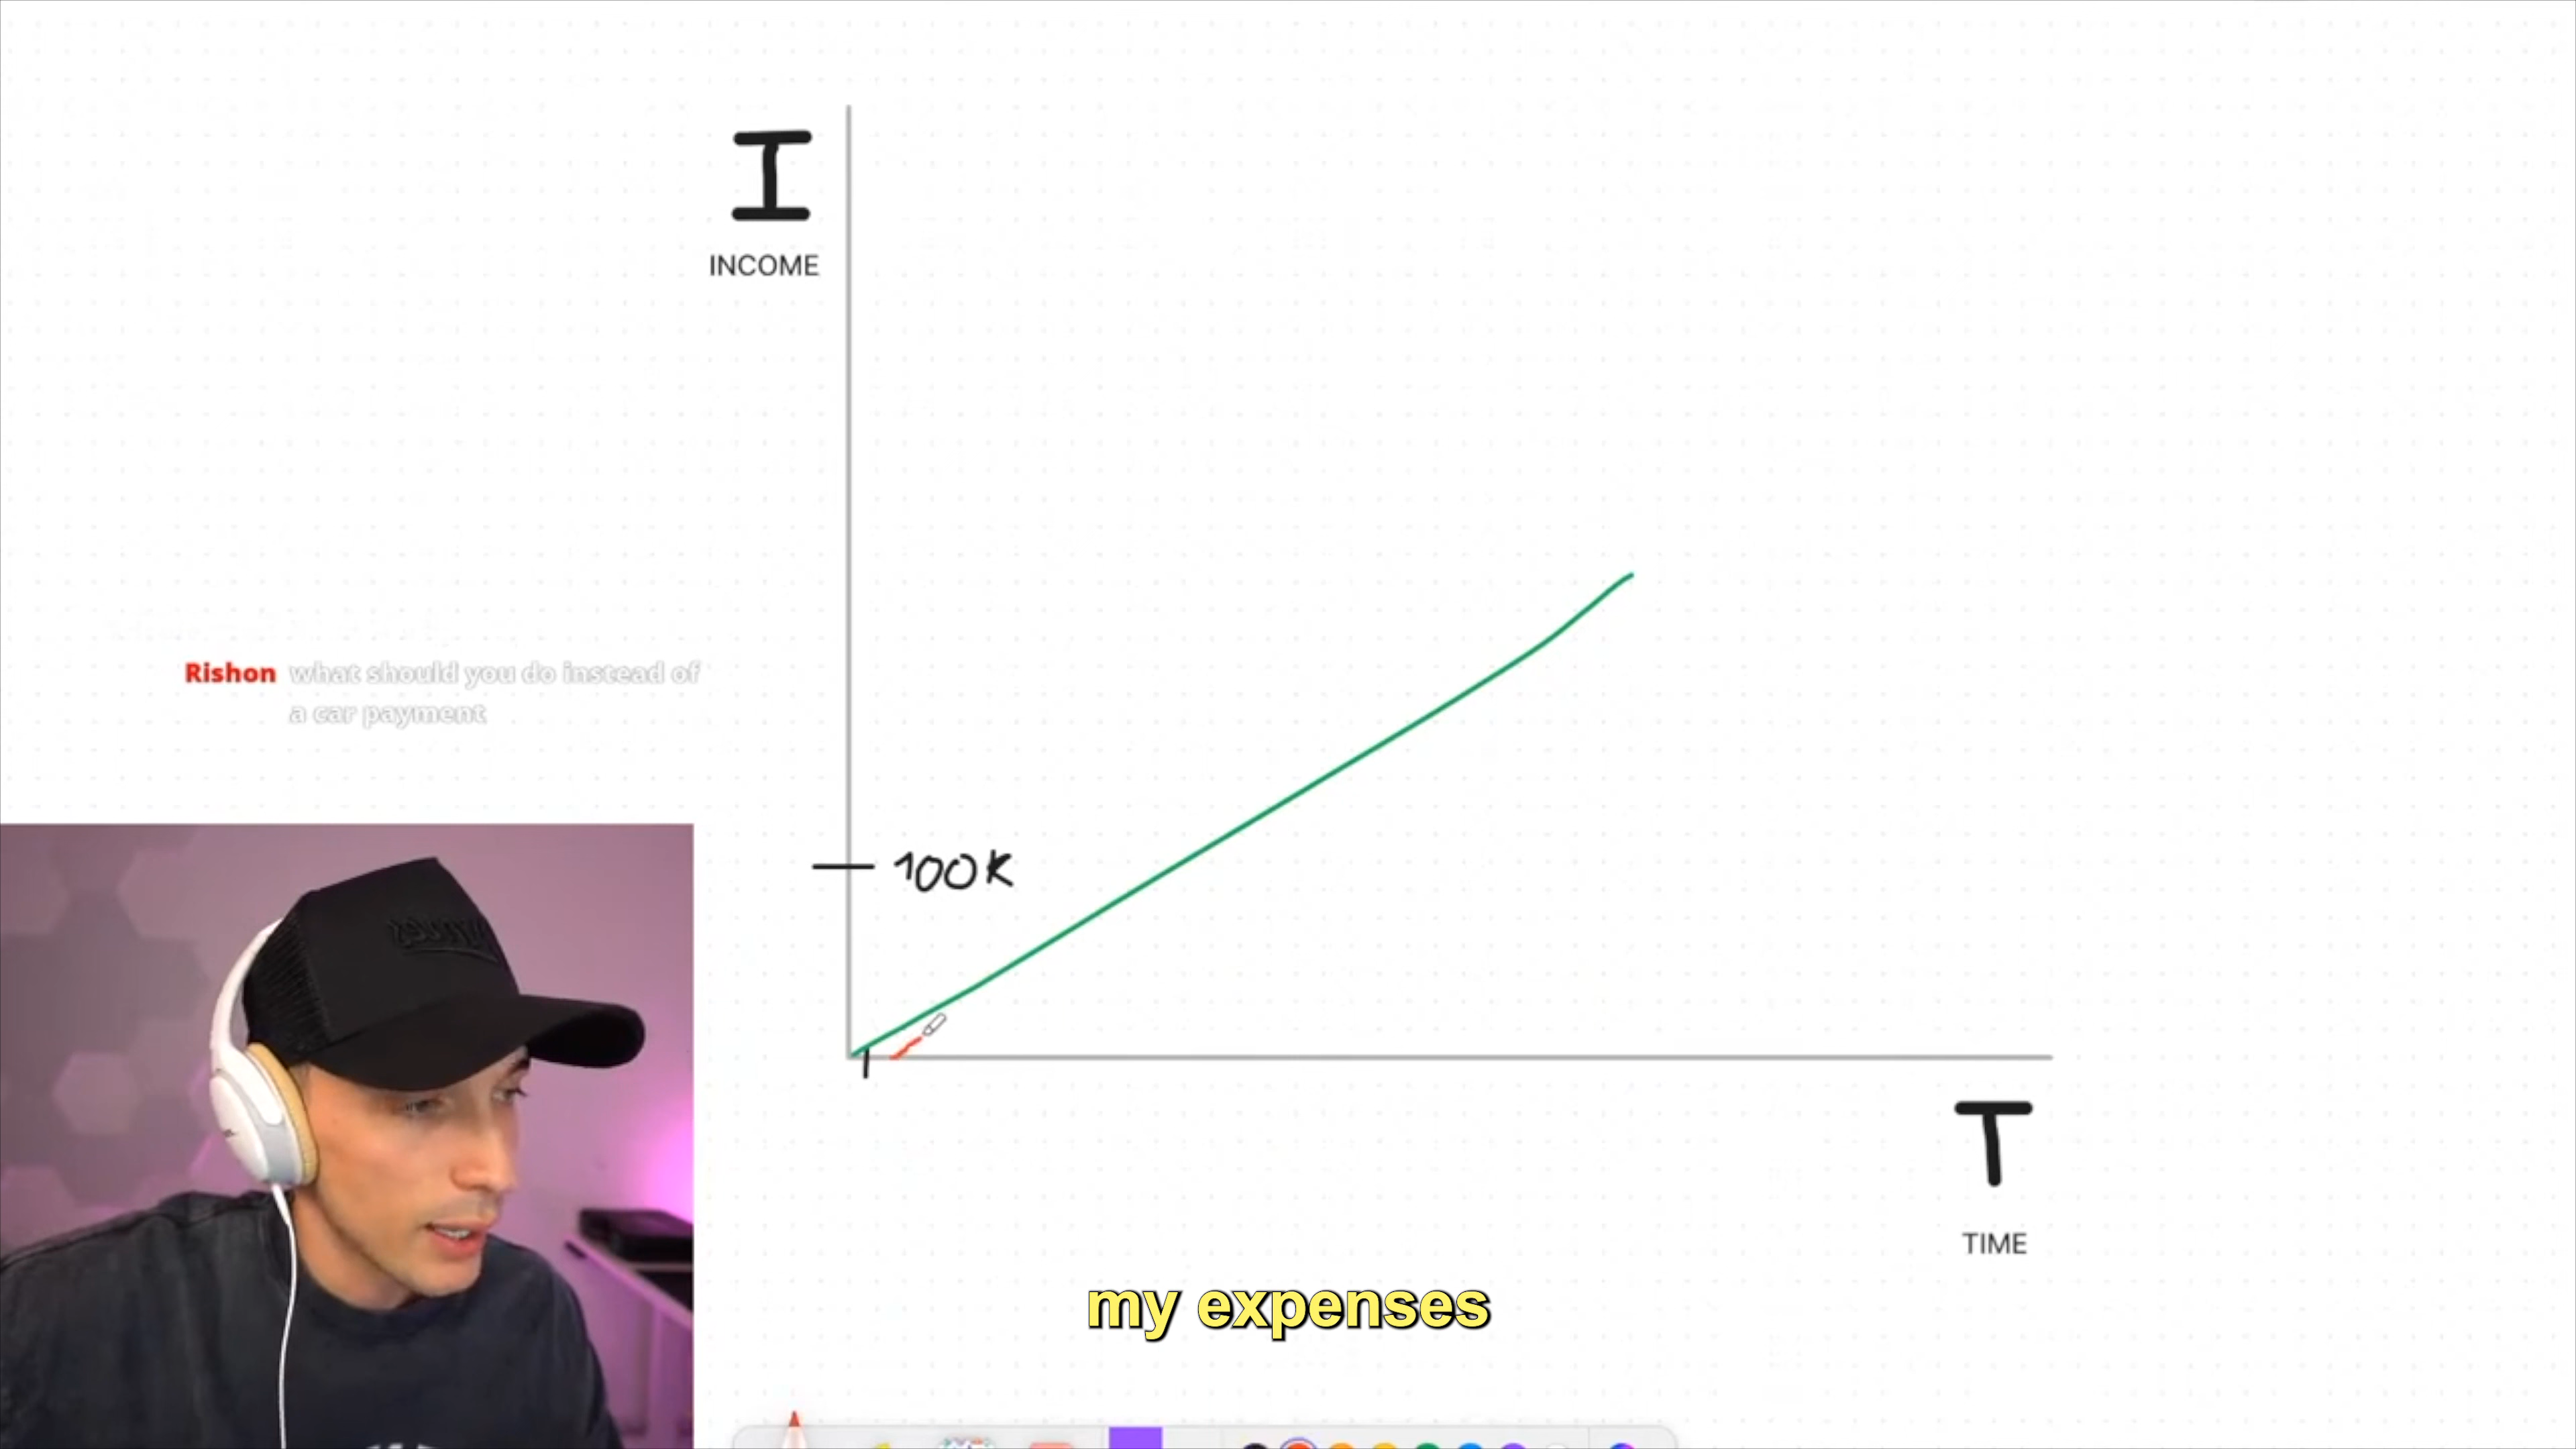 I
INCOME
Rishon what should you do instead of
a car payment
100K
T
TIME
my expenses